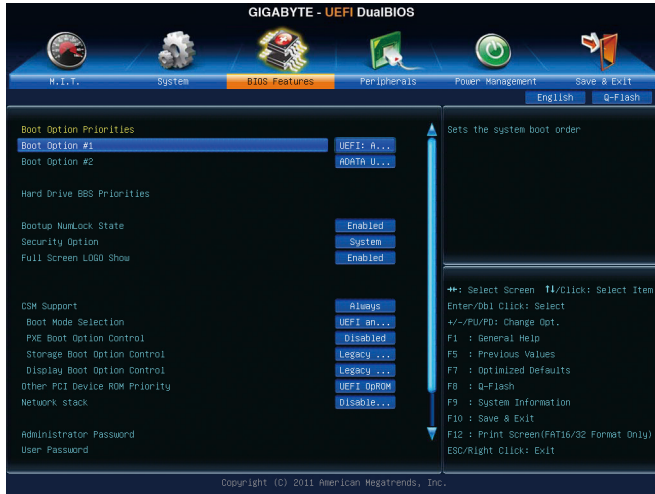 GIGABYTE - UEFI DualBIOS
M.I.T. System BIOS Features Peripherals Power Management Save & Exit
English Q-Flash
Boot Option Priorities
Boot Option #1 UEFI: A...
Boot Option #2 ADATA U...
Hard Drive BBS Priorities
Bootup NumLock State Enabled
Security Option System
Full Screen LOGO Show Enabled
CSM Support Always
Boot Mode Selection UEFI an...
PXE Boot Option Control Disabled
Storage Boot Option Control Legacy ...
Display Boot Option Control Legacy ...
Other PCI Device ROM Priority UEFI OpROM
Network stack Disable...
Administrator Password
User Password
Sets the system boot order
→←: Select Screen ↑↓/Click: Select Item
Enter/Dbl Click: Select
+/-/PU/PD: Change Opt.
F1 : General Help
F5 : Previous Values
F7 : Optimized Defaults
F8 : Q-Flash
F9 : System Information
F10 : Save & Exit
F12 : Print Screen(FAT16/32 Format Only)
ESC/Right Click: Exit
Copyright (C) 2011 American Megatrends, Inc.